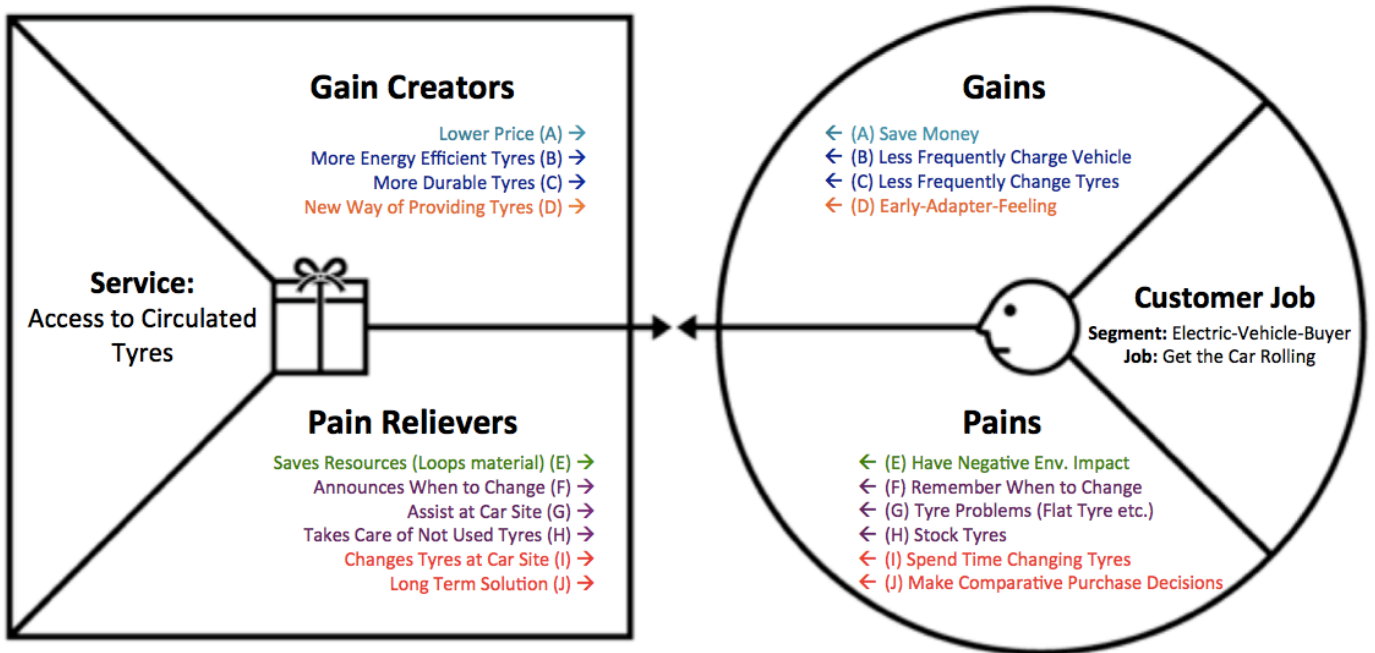 Gain Creators
Lower Price (A) →
More Energy Efficient Tyres (B) →
More Durable Tyres (C) →
New Way of Providing Tyres (D) →
Service:
Access to Circulated
Tyres
Pain Relievers
Saves Resources (Loops material) (E) →
Announces When to Change (F) →
Assist at Car Site (G) →
Takes Care of Not Used Tyres (H) →
Changes Tyres at Car Site (I) →
Long Term Solution (J) →
Gains
← (A) Save Money
← (B) Less Frequently Charge Vehicle
← (C) Less Frequently Change Tyres
← (D) Early-Adapter-Feeling
Customer Job
Segment: Electric-Vehicle-Buyer
Job: Get the Car Rolling
Pains
← (E) Have Negative Env. Impact
← (F) Remember When to Change
← (G) Tyre Problems (Flat Tyre etc.)
← (H) Stock Tyres
← (I) Spend Time Changing Tyres
← (J) Make Comparative Purchase Decisions